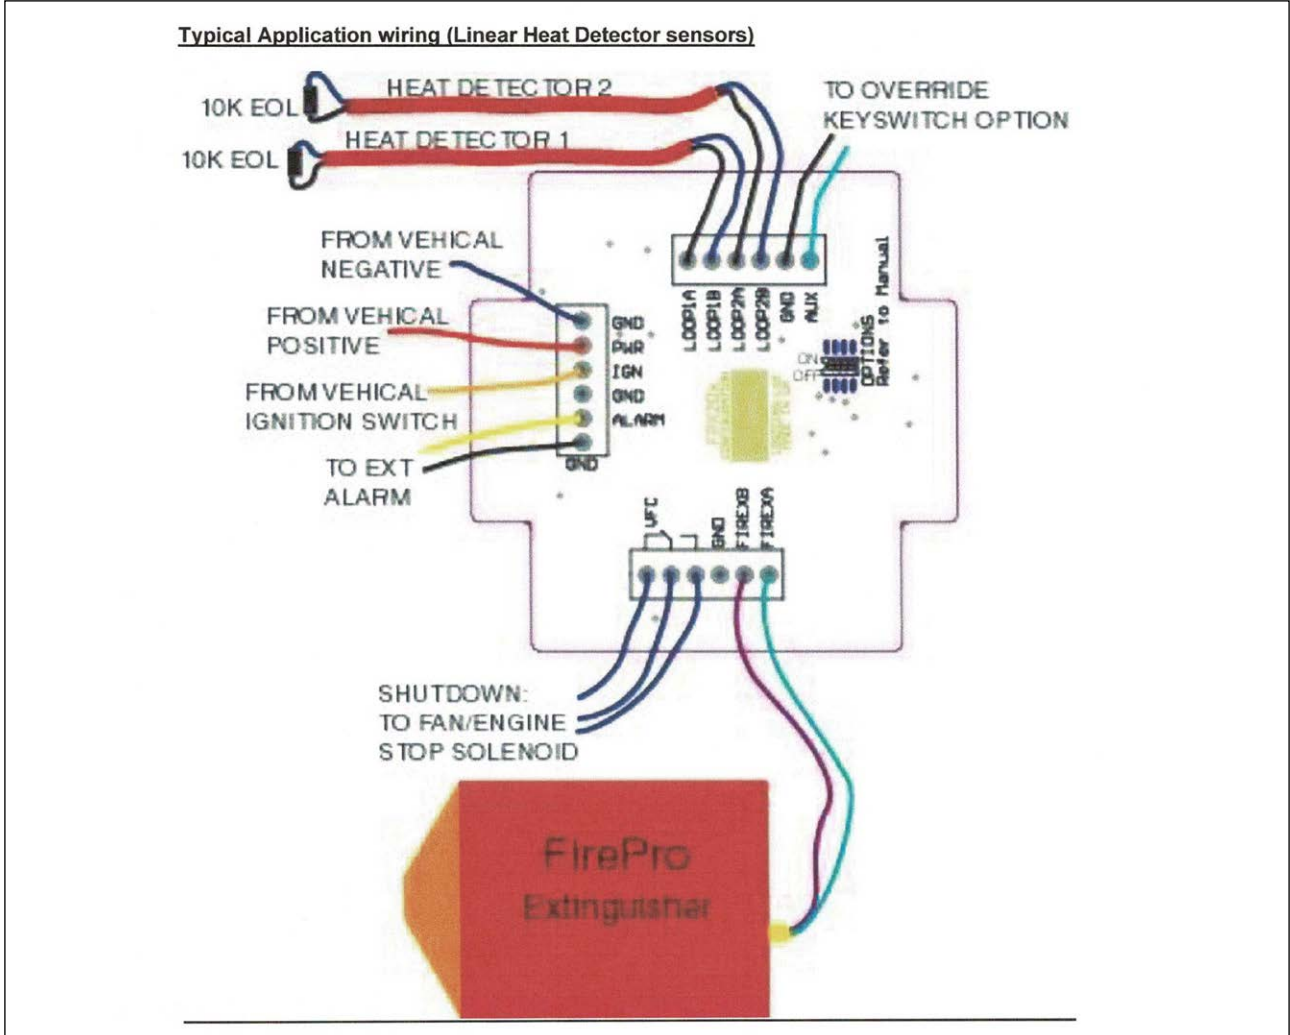 Typical Application wiring (Linear Heat Detector sensors)
HEAT DETECTOR 2
10K EOL
HEAT DETECTOR 1
10K EOL
TO OVERRIDE
KEYSWITCH OPTION
FROM VEHICAL
NEGATIVE
FROM VEHICAL
POSITIVE
FROM VEHICAL
IGNITION SWITCH
TO EXT
ALARM
LOOP1A
LOOP1B
LOOP2A
LOOP2B
GND
AUX
GND
PWR
IGN
GND
ALARM
GND
ON
OFF
OPTIONS
Refer to Manual
VFC
GND
FIREXB
FIREXA
SHUTDOWN:
TO FAN/ENGINE
STOP SOLENOID
FirePro
Extinguisher